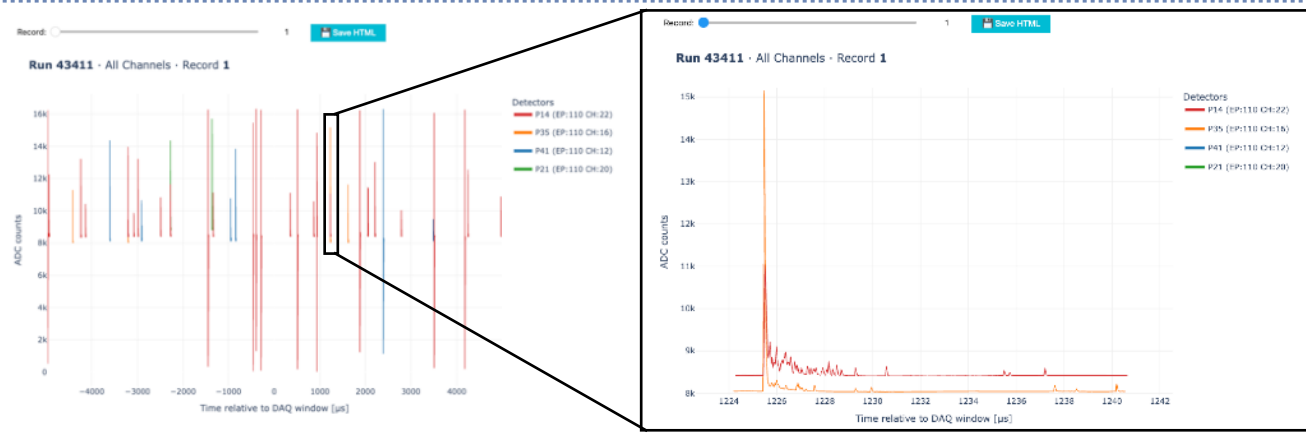 Record: 1 💾 Save HTML
Run 43411 · All Channels · Record 1
Detectors
P14 (EP:110 CH:22)
P35 (EP:110 CH:16)
P41 (EP:110 CH:12)
P21 (EP:110 CH:20)
ADC counts
16k
14k
12k
10k
8k
6k
4k
2k
0
−4000 −3000 −2000 −1000 0 1000 2000 3000 4000
Time relative to DAQ window [µs]
Record: 1 💾 Save HTML
Run 43411 · All Channels · Record 1
Detectors
P14 (EP:110 CH:22)
P35 (EP:110 CH:16)
P41 (EP:110 CH:12)
P21 (EP:110 CH:20)
ADC counts
15k
14k
13k
12k
11k
10k
9k
8k
1224 1226 1228 1230 1232 1234 1236 1238 1240 1242
Time relative to DAQ window [µs]